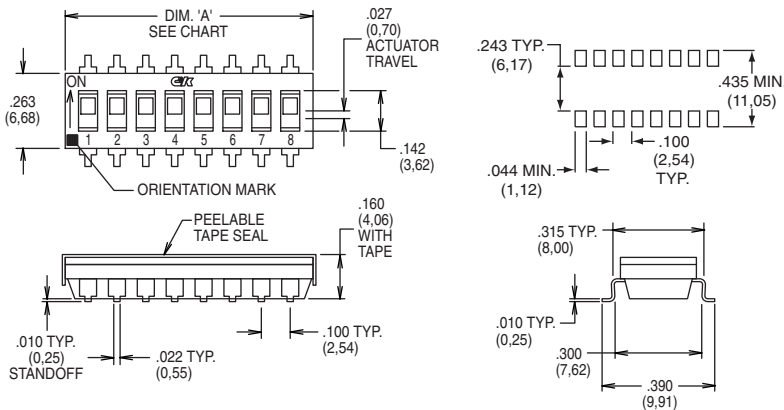 DIM. 'A'
SEE CHART
.027
(0,70)
ACTUATOR
TRAVEL
ON
CK
1 2 3 4 5 6 7 8
.263
(6,68)
.142
(3,62)
ORIENTATION MARK
.243 TYP.
(6,17)
.435 MIN
(11,05)
.100
(2,54)
TYP.
.044 MIN.
(1,12)
PEELABLE
TAPE SEAL
.160
(4,06)
WITH
TAPE
.010 TYP.
(0,25)
STANDOFF
.022 TYP.
(0,55)
.100 TYP.
(2,54)
.315 TYP.
(8,00)
.010 TYP.
(0,25)
.300
(7,62)
.390
(9,91)